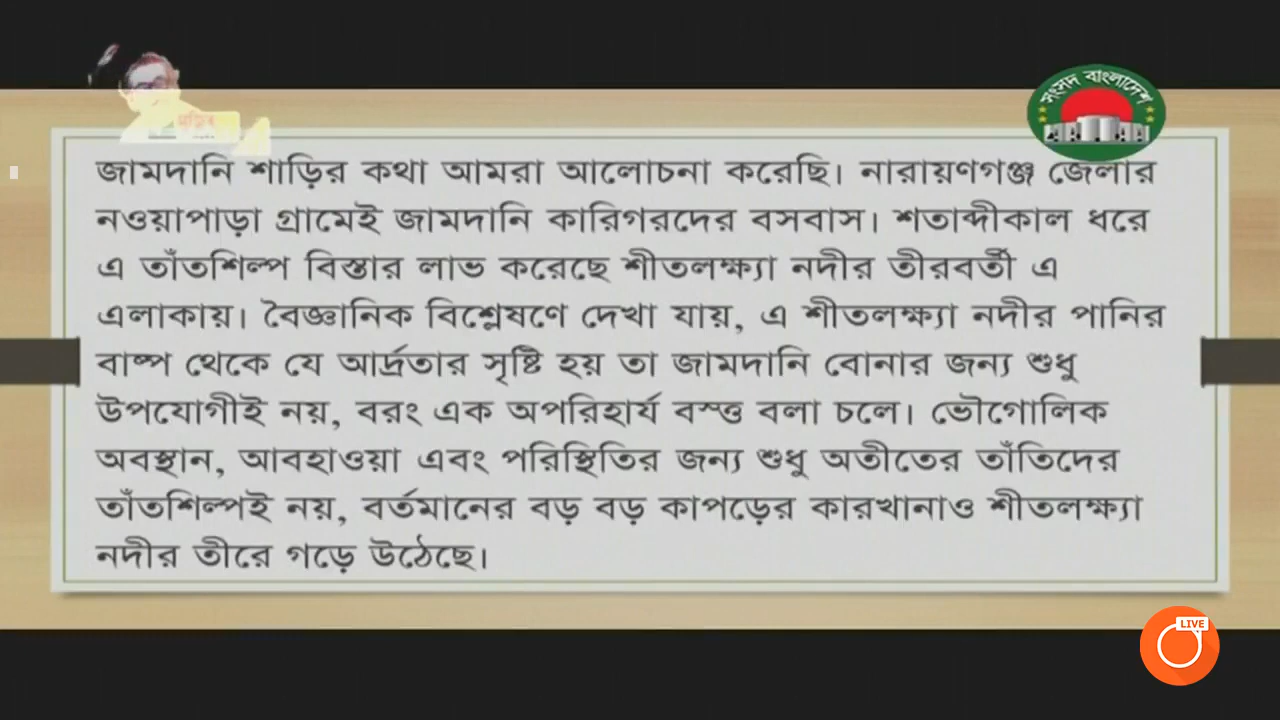 সংসদ বাংলাদেশ
জামদানি শাড়ির কথা আমরা আলোচনা করেছি। নারায়ণগঞ্জ জেলার
নওয়াপাড়া গ্রামেই জামদানি কারিগরদের বসবাস। শতাব্দীকাল ধরে
এ তাঁতশিল্প বিস্তার লাভ করেছে শীতলক্ষ্যা নদীর তীরবর্তী এ
এলাকায়। বৈজ্ঞানিক বিশ্লেষণে দেখা যায়, এ শীতলক্ষ্যা নদীর পানির
বাষ্প থেকে যে আর্দ্রতার সৃষ্টি হয় তা জামদানি বোনার জন্য শুধু
উপযোগীই নয়, বরং এক অপরিহার্য বস্তু বলা চলে। ভৌগোলিক
অবস্থান, আবহাওয়া এবং পরিস্থিতির জন্য শুধু অতীতের তাঁতিদের
তাঁতশিল্পই নয়, বর্তমানের বড় বড় কাপড়ের কারখানাও শীতলক্ষ্যা
নদীর তীরে গড়ে উঠেছে।
LIVE